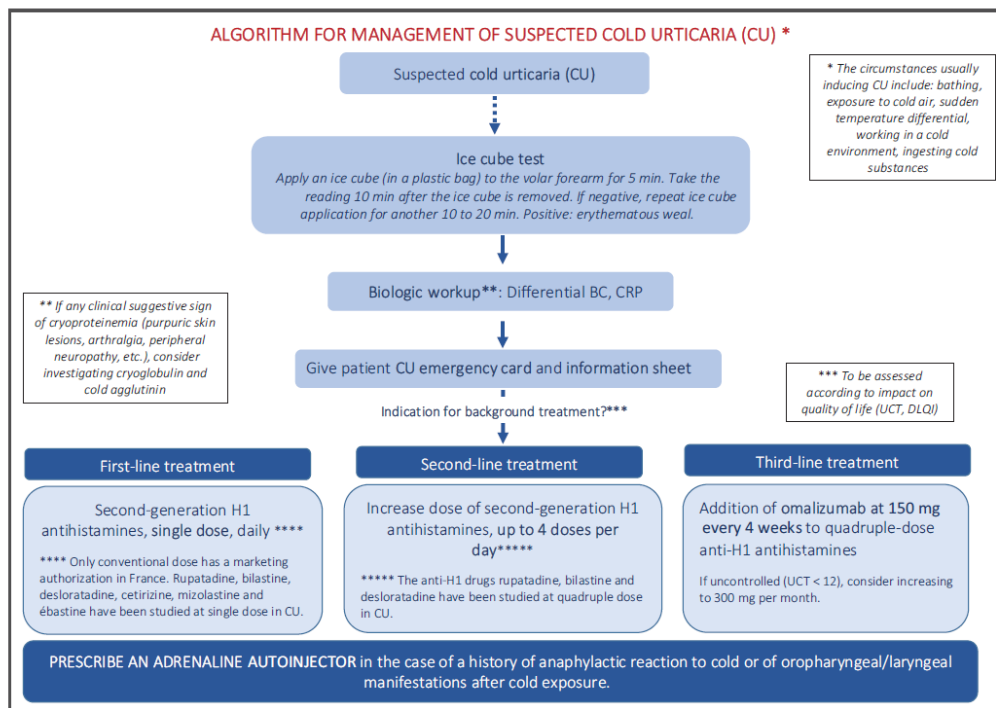 ALGORITHM FOR MANAGEMENT OF SUSPECTED COLD URTICARIA (CU) *
Suspected cold urticaria (CU)
* The circumstances usually
inducing CU include: bathing,
exposure to cold air, sudden
temperature differential,
working in a cold
environment, ingesting cold
substances
Ice cube test
Apply an ice cube (in a plastic bag) to the volar forearm for 5 min. Take the
reading 10 min after the ice cube is removed. If negative, repeat ice cube
application for another 10 to 20 min. Positive: erythematous weal.
Biologic workup**: Differential BC, CRP
** If any clinical suggestive sign
of cryoproteinemia (purpuric skin
lesions, arthralgia, peripheral
neuropathy, etc.), consider
investigating cryoglobulin and
cold agglutinin
Give patient CU emergency card and information sheet
*** To be assessed
according to impact on
quality of life (UCT, DLQI)
Indication for background treatment?***
First-line treatment
Second-generation H1
antihistamines, single dose, daily ****
**** Only conventional dose has a marketing
authorization in France. Rupatadine, bilastine,
desloratadine, cetirizine, mizolastine and
ébastine have been studied at single dose in CU.
Second-line treatment
Increase dose of second-generation H1
antihistamines, up to 4 doses per
day*****
***** The anti-H1 drugs rupatadine, bilastine and
desloratadine have been studied at quadruple dose
in CU.
Third-line treatment
Addition of omalizumab at 150 mg
every 4 weeks to quadruple-dose
anti-H1 antihistamines
If uncontrolled (UCT < 12), consider increasing
to 300 mg per month.
PRESCRIBE AN ADRENALINE AUTOINJECTOR in the case of a history of anaphylactic reaction to cold or of oropharyngeal/laryngeal
manifestations after cold exposure.